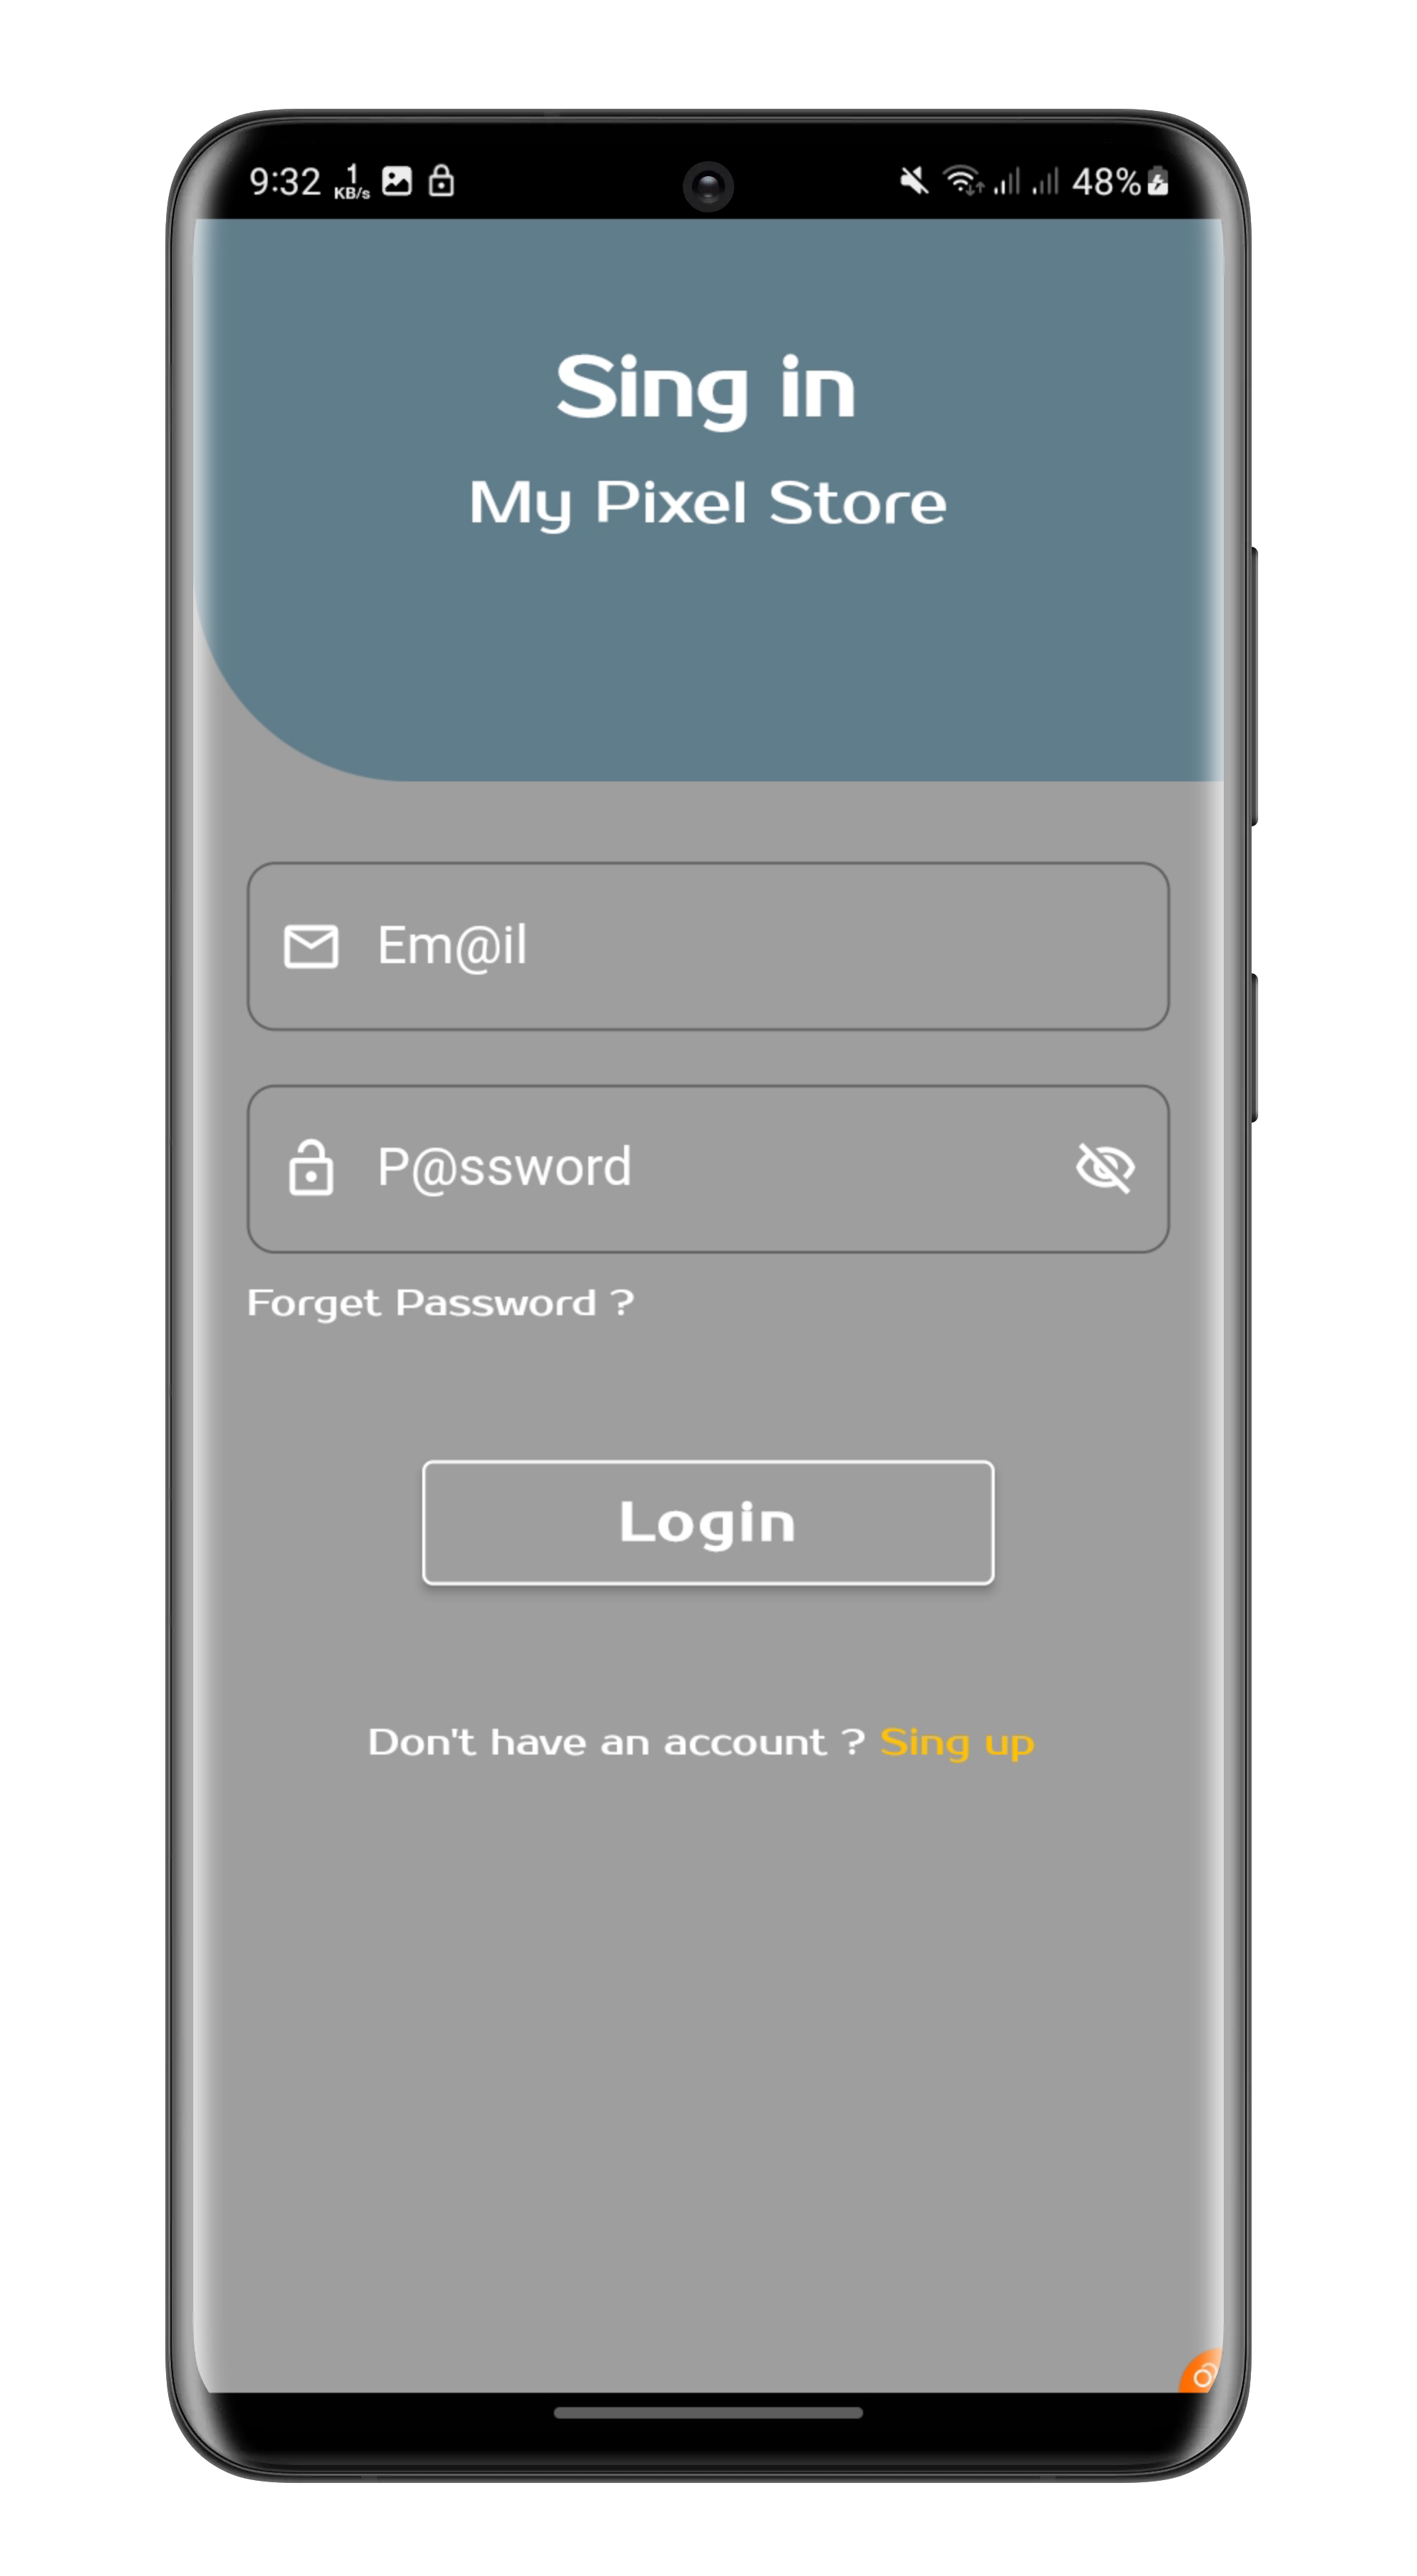 9:32 1 KB/s 48%
Sing in
My Pixel Store
Em@il
P@ssword
Forget Password ?
Login
Don't have an account ? Sing up